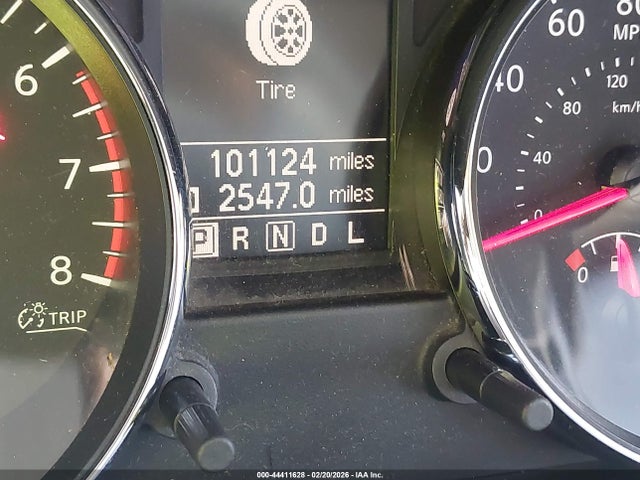 Tire
101124 miles
2547.0 miles
P R N D L
6
7
8
TRIP
60
MP
40
120
km/h
80
40
0
0
000-44411628 - 02/20/2026 - IAA Inc.